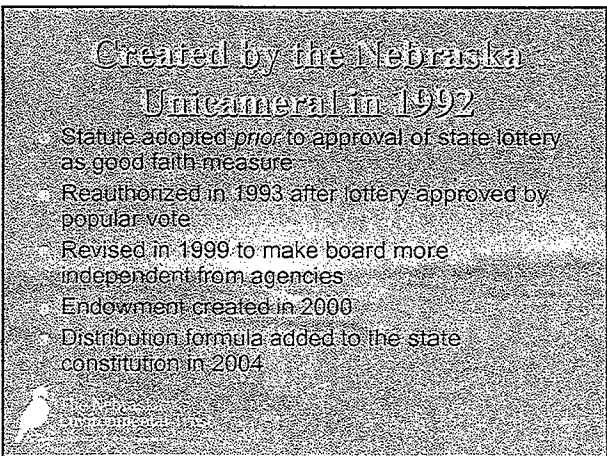 Created by the Nebraska
Unicameral in 1992
Statute adopted prior to approval of state lottery
as good faith measure
Reauthorized in 1993 after lottery approved by
popular vote
Revised in 1999 to make board more
independent from agencies
Endowment created in 2000
Distribution formula added to the state
constitution in 2004
Environmental Trust